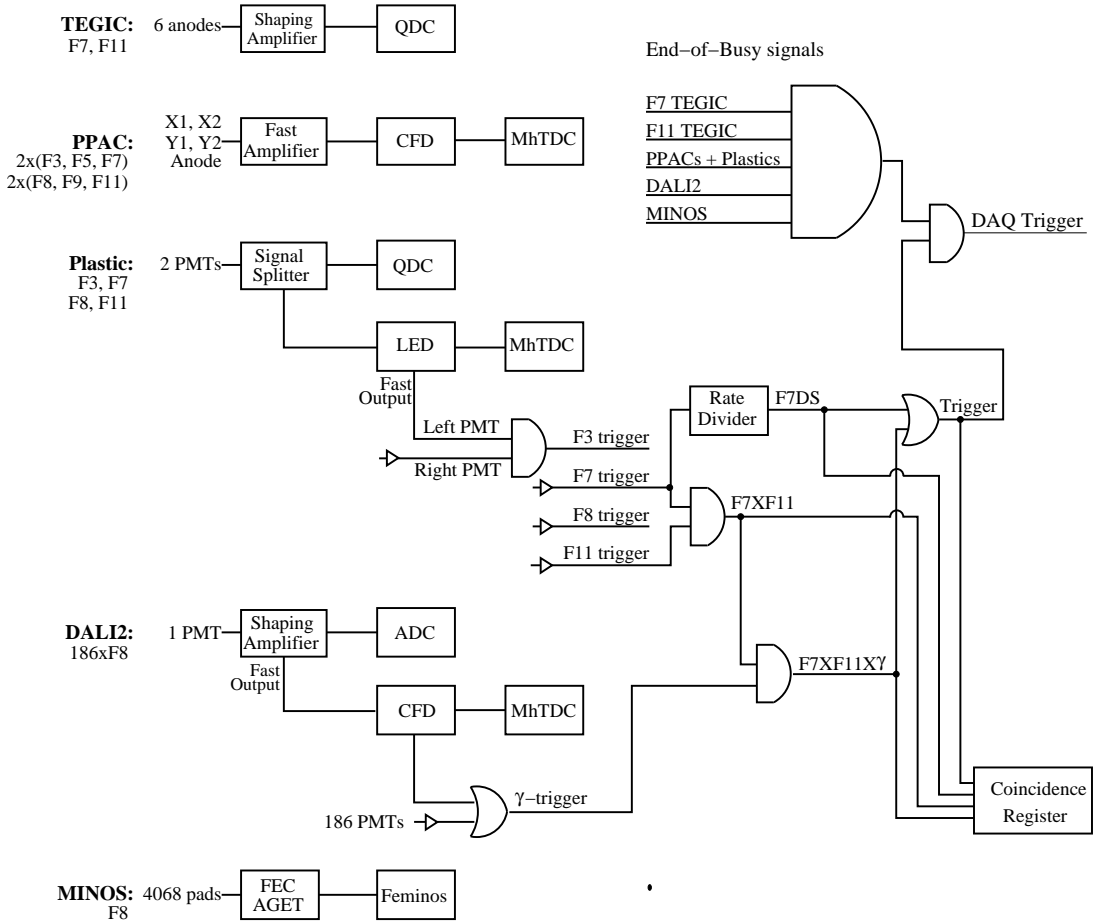 TEGIC:
F7, F11
6 anodes
Shaping
Amplifier
QDC
End−of−Busy signals
F7 TEGIC
F11 TEGIC
PPACs + Plastics
DALI2
MINOS
DAQ Trigger
PPAC:
2x(F3, F5, F7)
2x(F8, F9, F11)
X1, X2
Y1, Y2
Anode
Fast
Amplifier
CFD
MhTDC
Plastic:
F3, F7
F8, F11
2 PMTs
Signal
Splitter
QDC
LED
MhTDC
Fast
Output
Left PMT
Right PMT
F3 trigger
F7 trigger
F8 trigger
F11 trigger
Rate
Divider
F7DS
Trigger
F7XF11
DALI2:
186xF8
1 PMT
Shaping
Amplifier
ADC
Fast
Output
CFD
MhTDC
F7XF11Xγ
γ−trigger
186 PMTs
Coincidence
Register
MINOS:
F8
4068 pads
FEC
AGET
Feminos